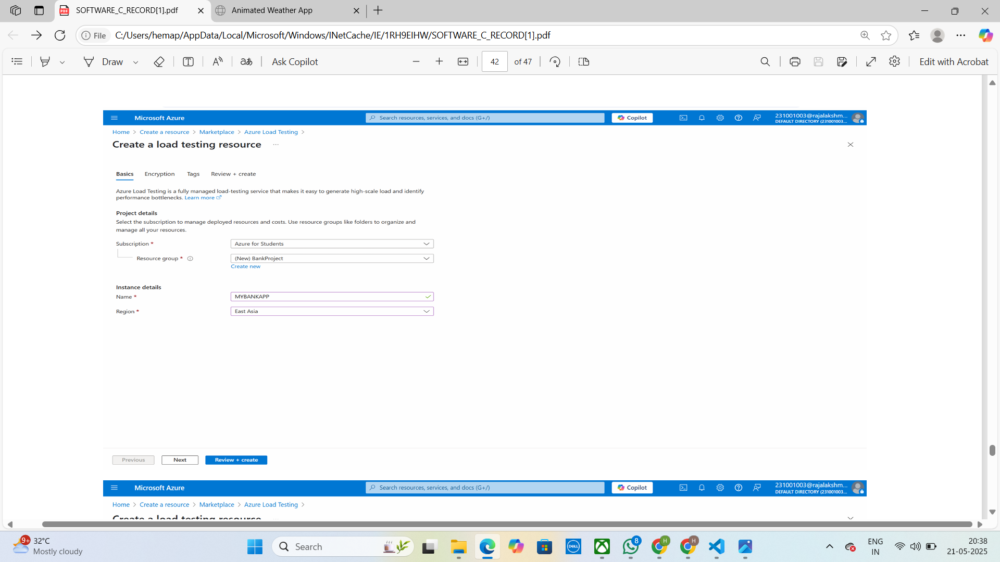 SOFTWARE_C_RECORD[1].pdf
Animated Weather App
File
C:/Users/hemap/AppData/Local/Microsoft/Windows/INetCache/IE/1RH9EIHW/SOFTWARE_C_RECORD[1].pdf
Draw
aあ
Ask Copilot
42
of 47
Edit with Acrobat
Microsoft Azure
Search resources, services, and docs (G+/)
Copilot
231001003@rajalakshm...
DEFAULT DIRECTORY (231001003...
Home > Create a resource > Marketplace > Azure Load Testing >
Create a load testing resource ...
Basics Encryption Tags Review + create
Azure Load Testing is a fully managed load-testing service that makes it easy to generate high-scale load and identify
performance bottlenecks. Learn more
Project details
Select the subscription to manage deployed resources and costs. Use resource groups like folders to organize and
manage all your resources.
Subscription *
Azure for Students
Resource group *
(New) BankProject
Create new
Instance details
Name *
MYBANKAPP
Region *
East Asia
Previous
Next
Review + create
Microsoft Azure
Search resources, services, and docs (G+/)
Copilot
231001003@rajalakshm...
DEFAULT DIRECTORY (231001003...
Home > Create a resource > Marketplace > Azure Load Testing >
Create a load testing resource
9+
32°C
Mostly cloudy
Search
DELL
8
H
H
ENG
IN
20:38
21-05-2025